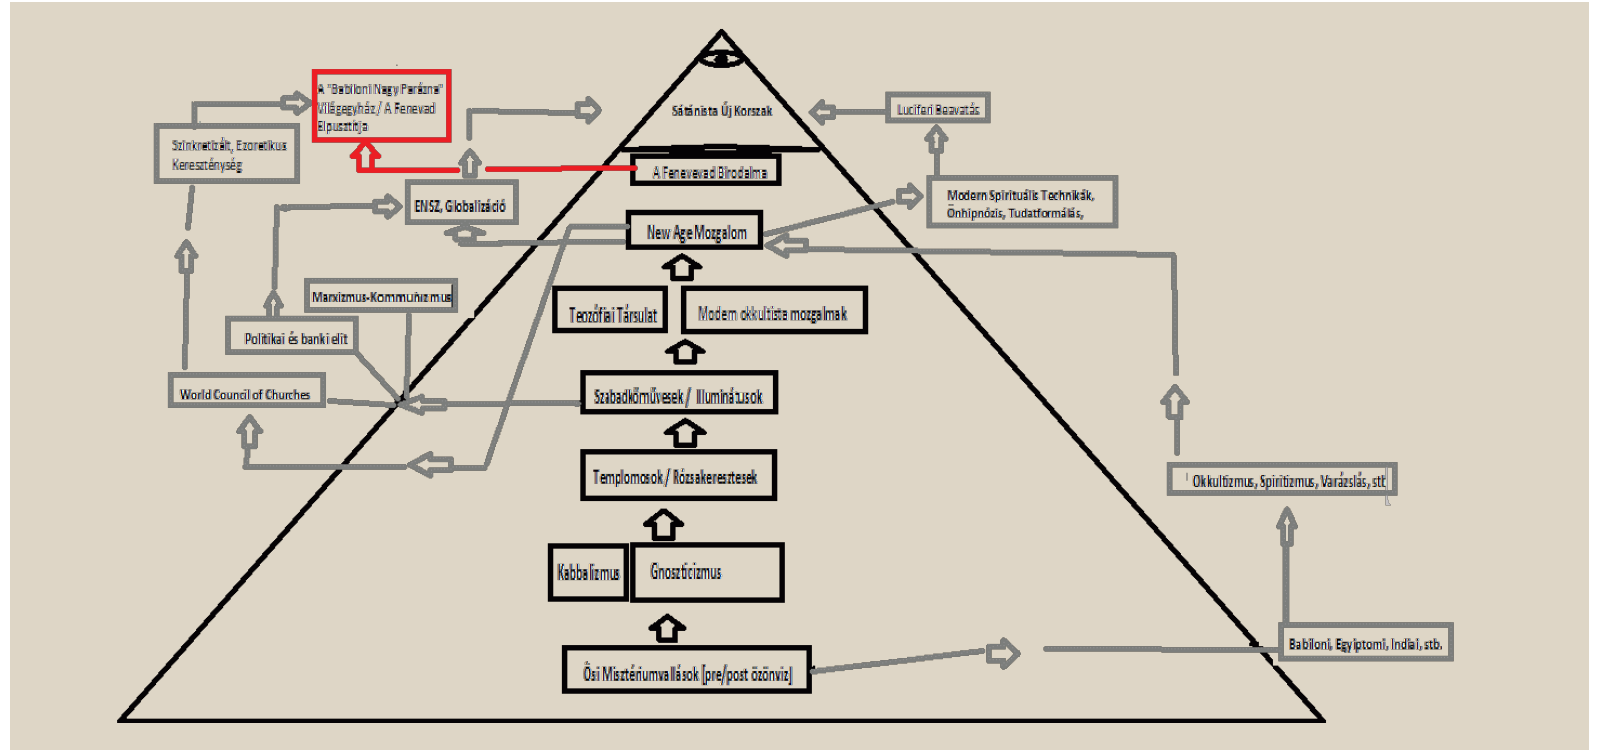 Sátánista Új Korszak
A "Babiloni Nagy Parázna"
Világegyház / A Fenevad
Elpusztítja
Luciferi Beavatás
Szinkretizált, Ezoretikus
Kereszténység
A Fenevevad Birodalma
ENSZ, Globalizáció
Modern Spirituális Technikák,
Önhipnózis, Tudatformálás,
New Age Mozgalom
Marxizmus-Kommunizmus
Teozófiai Társulat
Modern okkultista mozgalmak
Politikai és banki elit
World Council of Churches
Szabadkőművesek / Illuminátusok
Templomosok / Rózsakeresztesek
Okkultizmus, Spiritizmus, Varázslás, stb
Kabbalizmus
Gnoszticizmus
Babiloni, Egyiptomi, Indiai, stb.
Ősi Misztériumvallások [pre/post özönvíz]